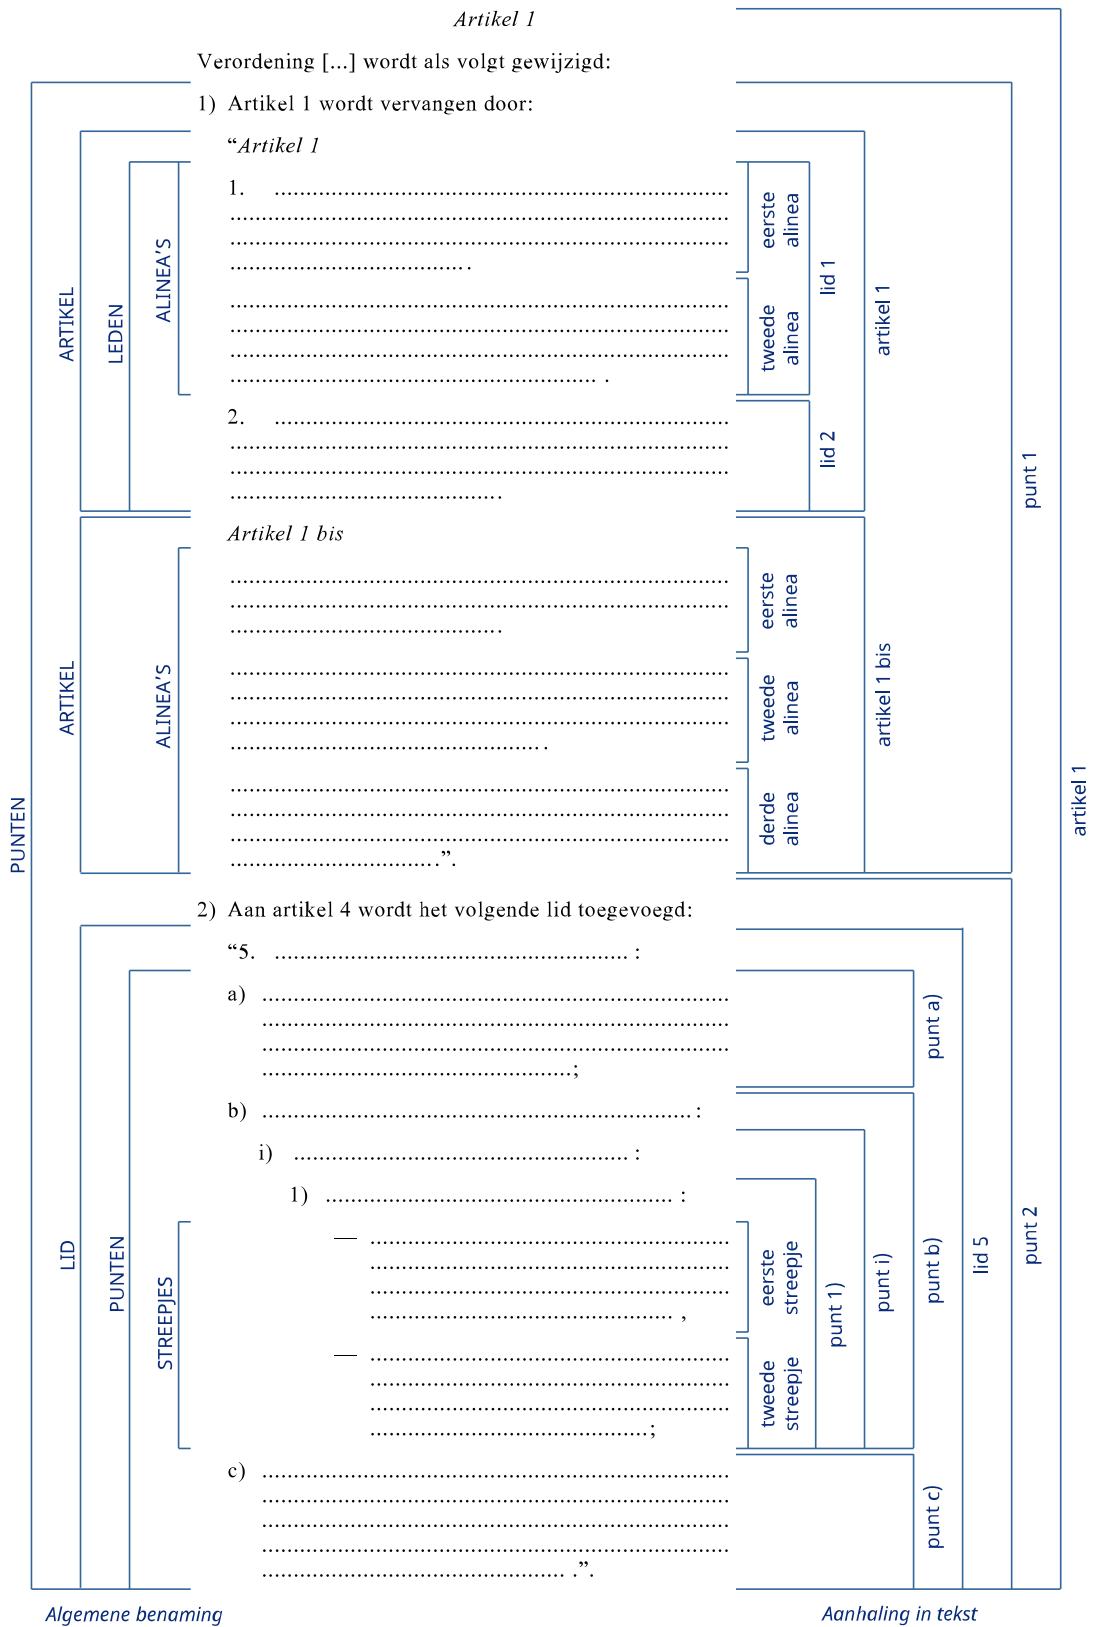 Artikel 1
Verordening [...] wordt als volgt gewijzigd:
1) Artikel 1 wordt vervangen door:
“Artikel 1
1. ........................................................................
...............................................................................
...............................................................................
...................................... .
...............................................................................
...............................................................................
...............................................................................
.......................................................... .
2. ........................................................................
...............................................................................
...............................................................................
...........................................
Artikel 1 bis
...............................................................................
...............................................................................
...........................................
...............................................................................
...............................................................................
...............................................................................
................................................. .
...............................................................................
...............................................................................
...............................................................................
.................................”.
2) Aan artikel 4 wordt het volgende lid toegevoegd:
“5. ........................................................ :
a) ..........................................................................
..........................................................................
..........................................................................
.................................................;
b) .................................................................... :
i) ..................................................... :
1) ....................................................... :
— .........................................................
.........................................................
.........................................................
................................................ ,
— .........................................................
.........................................................
.........................................................
............................................;
c) ..........................................................................
..........................................................................
..........................................................................
..........................................................................
................................................ .”.
PUNTEN
ARTIKEL
LEDEN
ALINEA’S
ARTIKEL
ALINEA’S
LID
PUNTEN
STREEPJES
eerste
alinea
tweede
alinea
lid 1
lid 2
artikel 1
eerste
alinea
tweede
alinea
derde
alinea
artikel 1 bis
punt 1
artikel 1
punt a)
eerste
streepje
tweede
streepje
punt 1)
punt i)
punt b)
punt c)
lid 5
punt 2
Algemene benaming
Aanhaling in tekst